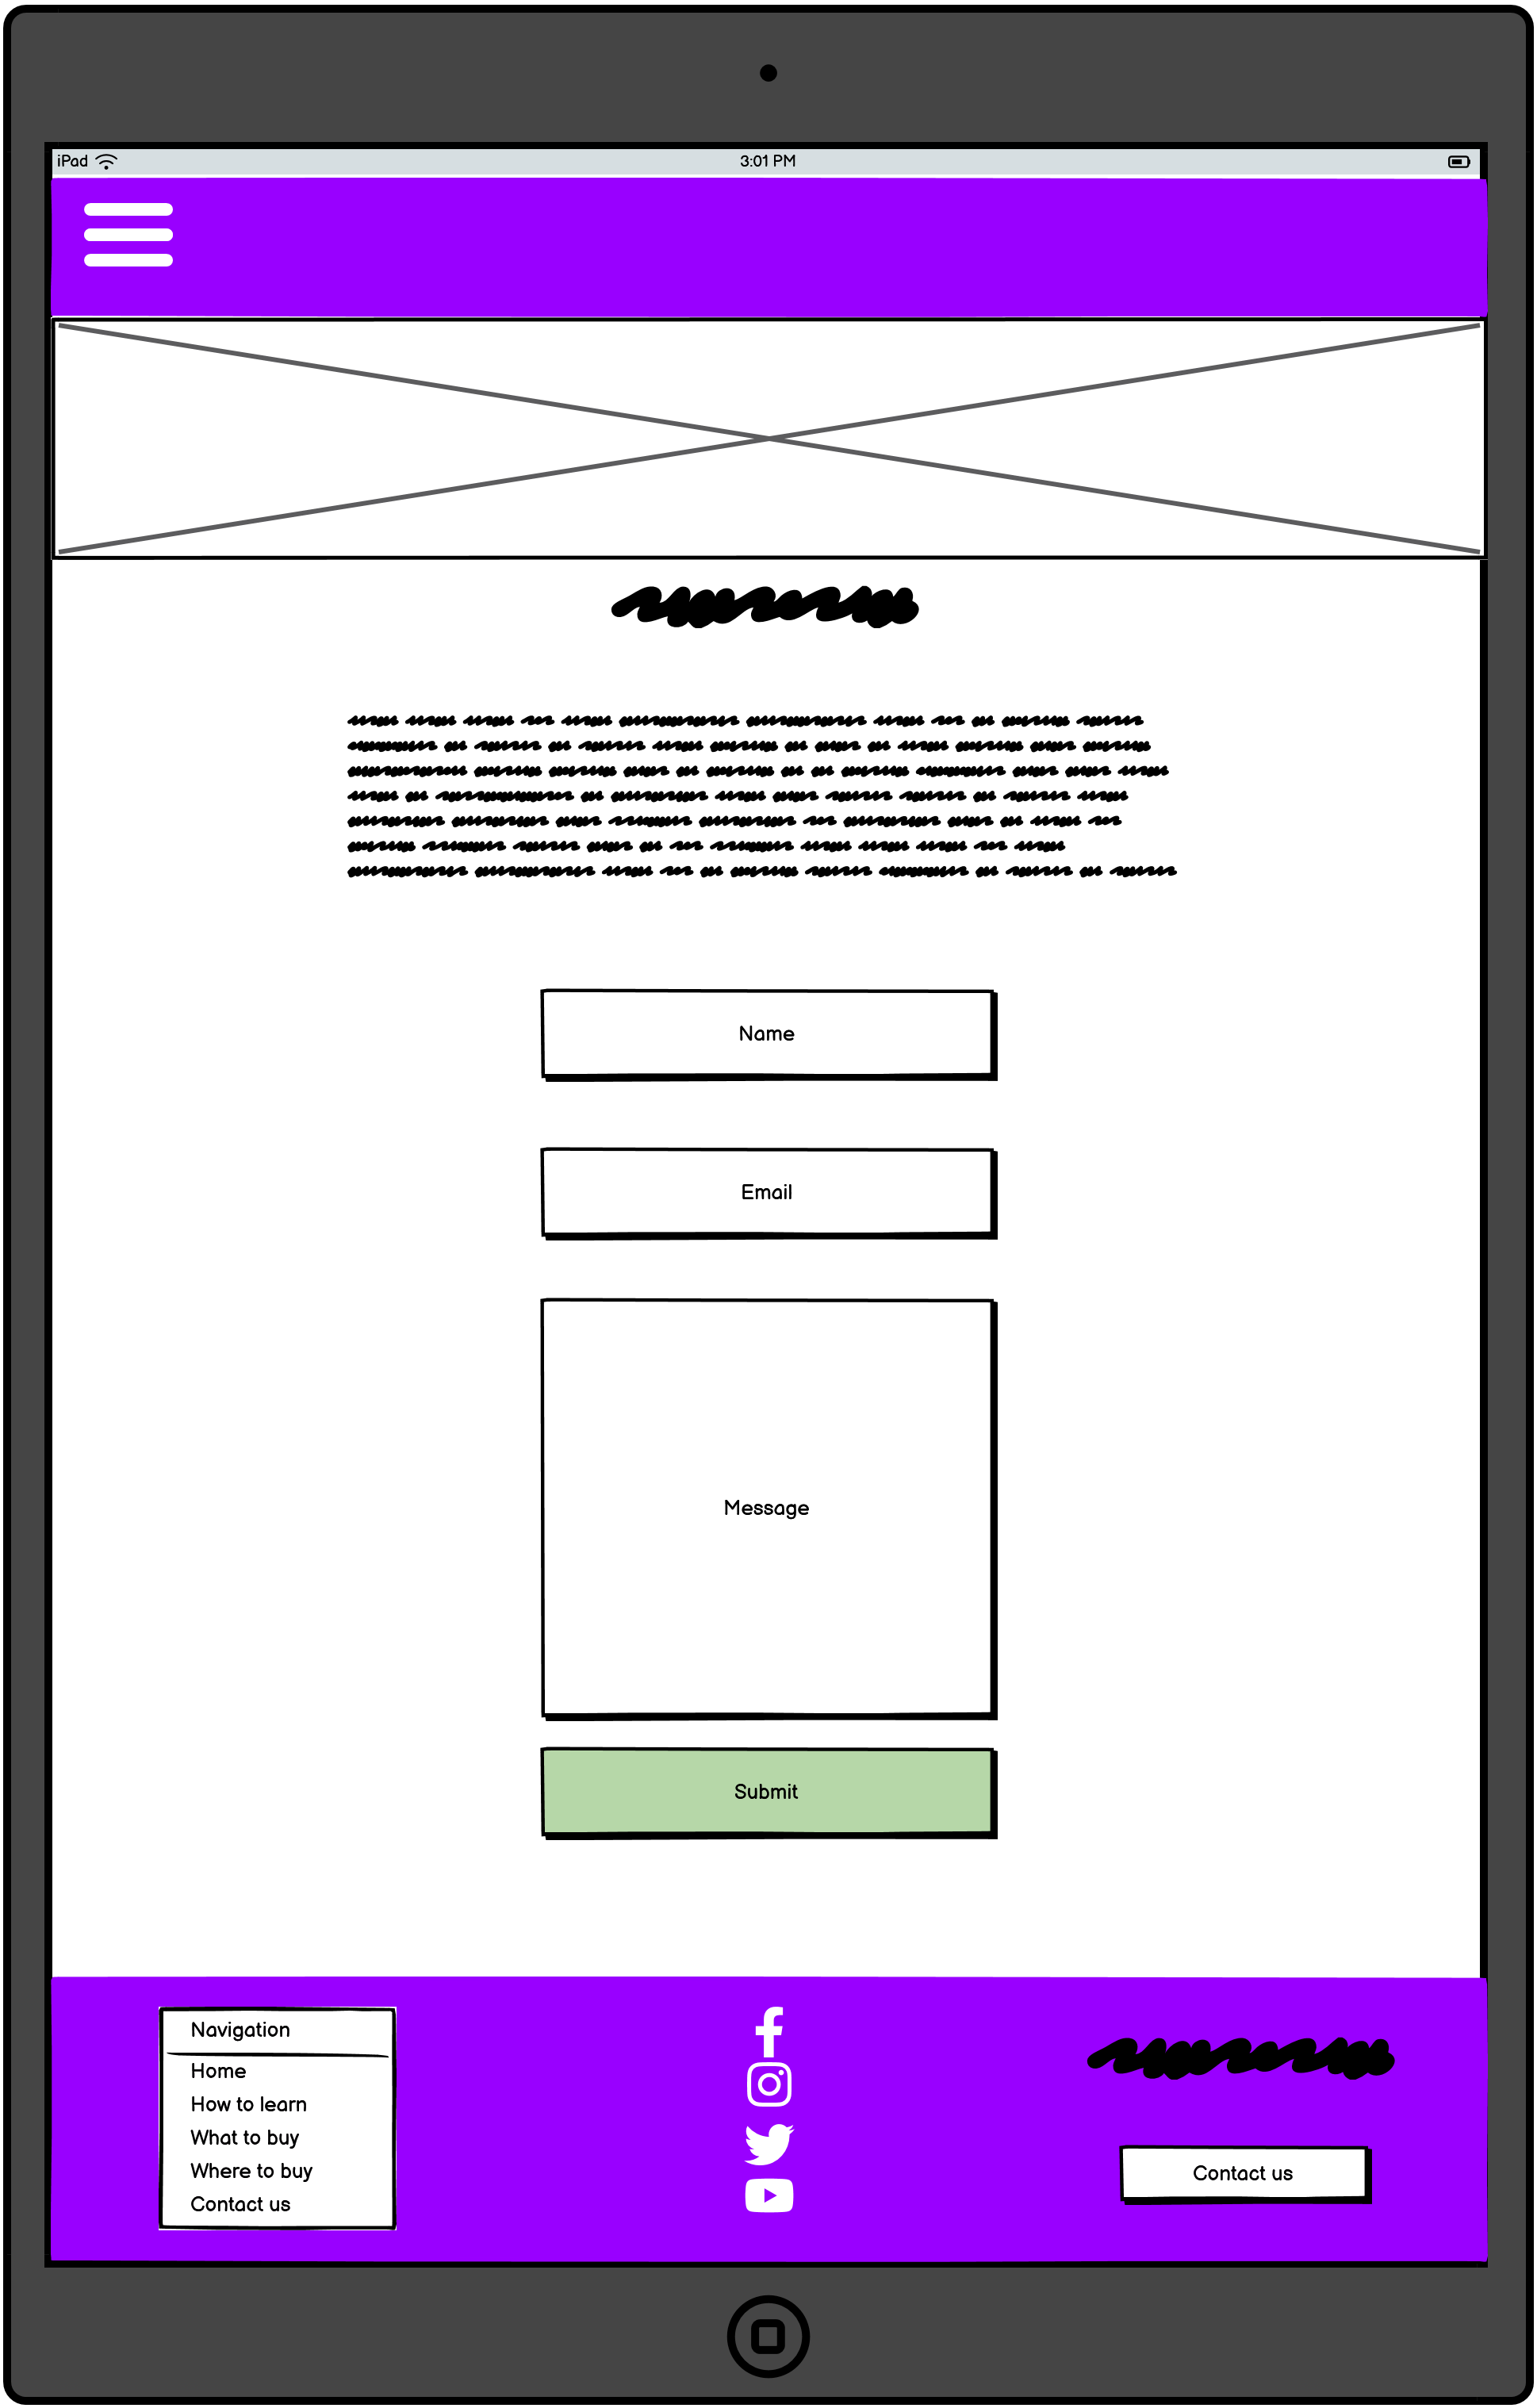 iPad
3:01 PM
Name
Email
Message
Submit
Navigation
Home
How to learn
What to buy
Where to buy
Contact us
Contact us